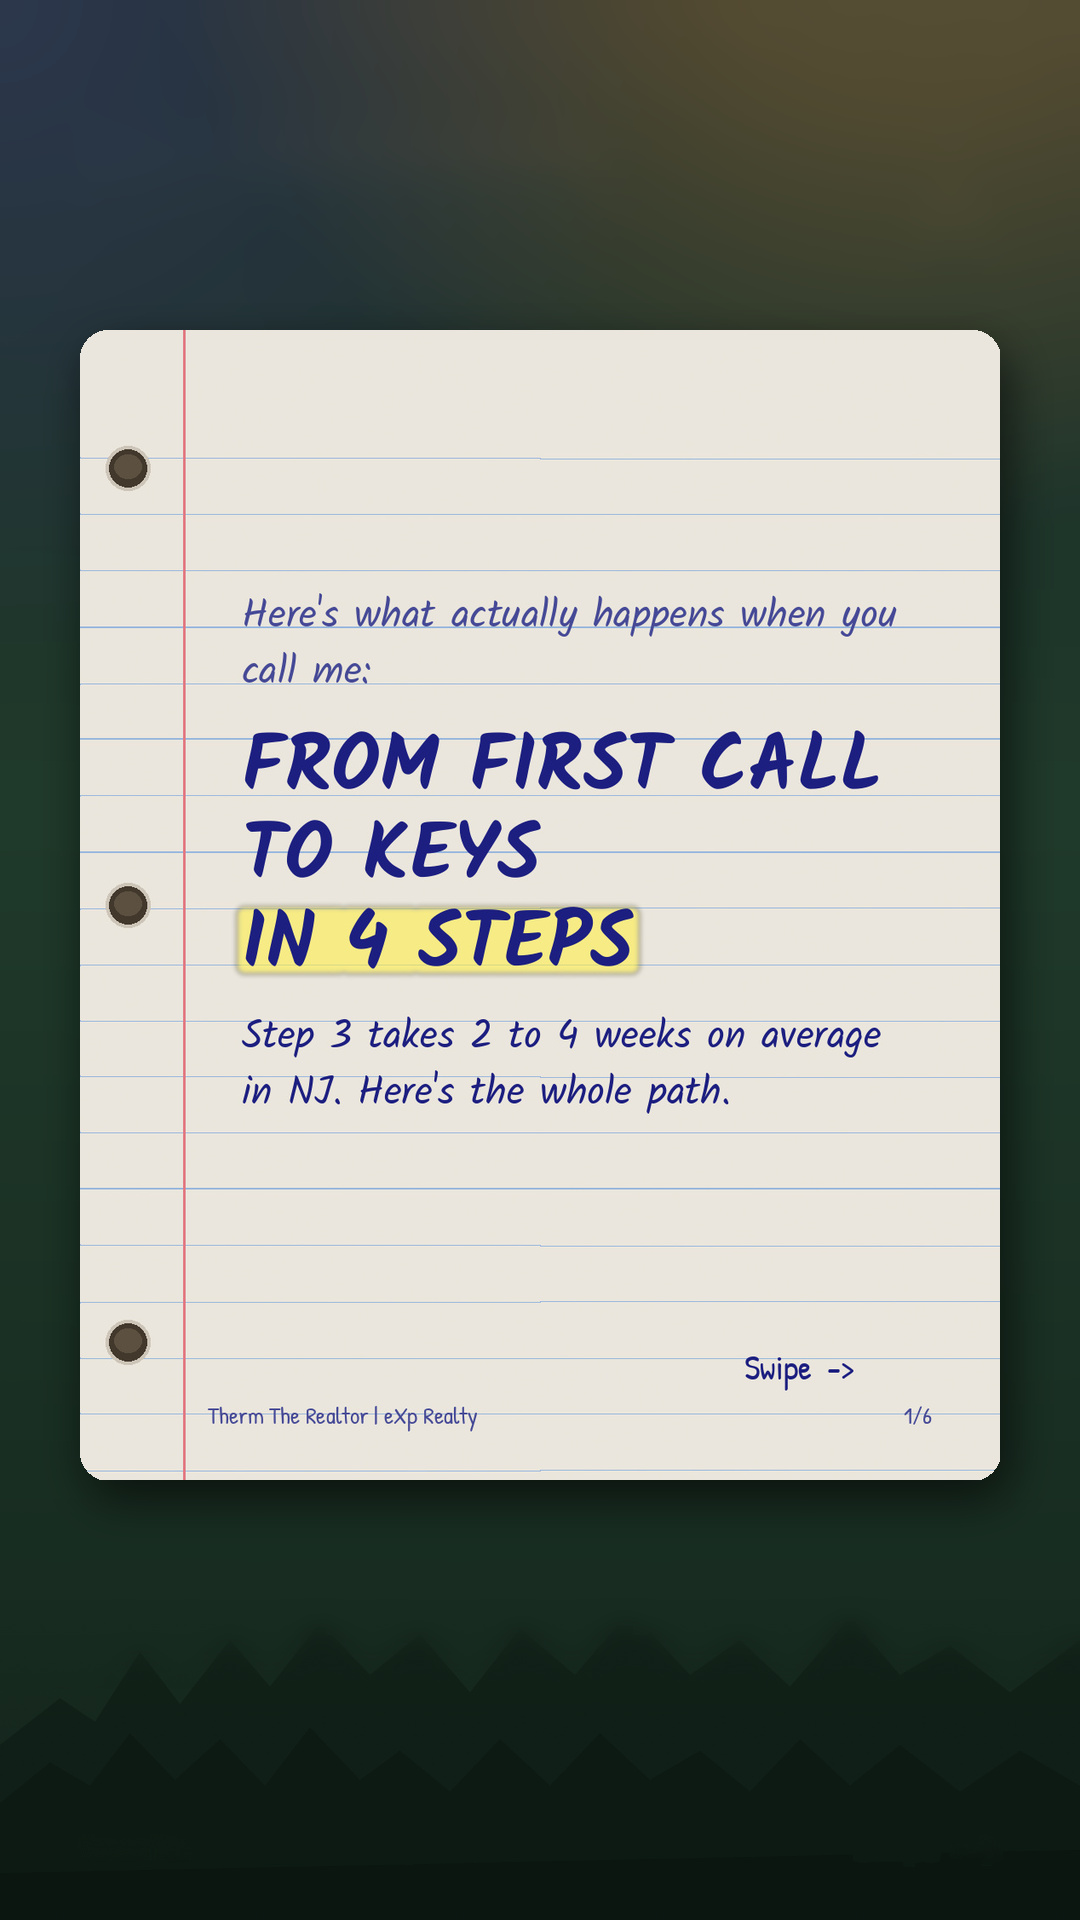 Here's what actually happens when you
call me:
FROM FIRST CALL
TO KEYS
IN 4 STEPS
Step 3 takes 2 to 4 weeks on average
in NJ. Here's the whole path.
Swipe ->
Therm The Realtor | eXp Realty
1/6